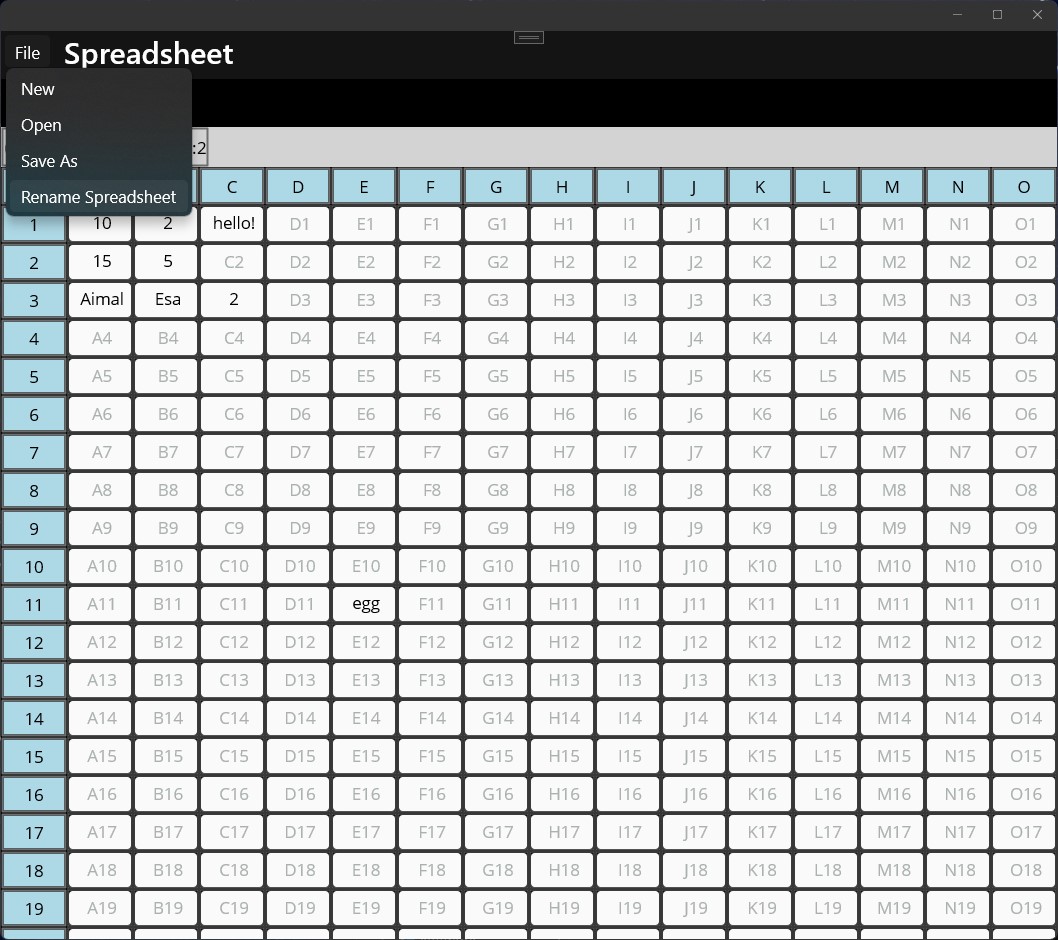 File Spreadsheet
New
Open
Save As
:2
Rename Spreadsheet
C D E F G H I J K L M N O
1 10 2 hello! D1 E1 F1 G1 H1 I1 J1 K1 L1 M1 N1 O1
2 15 5 C2 D2 E2 F2 G2 H2 I2 J2 K2 L2 M2 N2 O2
3 Aimal Esa 2 D3 E3 F3 G3 H3 I3 J3 K3 L3 M3 N3 O3
4 A4 B4 C4 D4 E4 F4 G4 H4 I4 J4 K4 L4 M4 N4 O4
5 A5 B5 C5 D5 E5 F5 G5 H5 I5 J5 K5 L5 M5 N5 O5
6 A6 B6 C6 D6 E6 F6 G6 H6 I6 J6 K6 L6 M6 N6 O6
7 A7 B7 C7 D7 E7 F7 G7 H7 I7 J7 K7 L7 M7 N7 O7
8 A8 B8 C8 D8 E8 F8 G8 H8 I8 J8 K8 L8 M8 N8 O8
9 A9 B9 C9 D9 E9 F9 G9 H9 I9 J9 K9 L9 M9 N9 O9
10 A10 B10 C10 D10 E10 F10 G10 H10 I10 J10 K10 L10 M10 N10 O10
11 A11 B11 C11 D11 egg F11 G11 H11 I11 J11 K11 L11 M11 N11 O11
12 A12 B12 C12 D12 E12 F12 G12 H12 I12 J12 K12 L12 M12 N12 O12
13 A13 B13 C13 D13 E13 F13 G13 H13 I13 J13 K13 L13 M13 N13 O13
14 A14 B14 C14 D14 E14 F14 G14 H14 I14 J14 K14 L14 M14 N14 O14
15 A15 B15 C15 D15 E15 F15 G15 H15 I15 J15 K15 L15 M15 N15 O15
16 A16 B16 C16 D16 E16 F16 G16 H16 I16 J16 K16 L16 M16 N16 O16
17 A17 B17 C17 D17 E17 F17 G17 H17 I17 J17 K17 L17 M17 N17 O17
18 A18 B18 C18 D18 E18 F18 G18 H18 I18 J18 K18 L18 M18 N18 O18
19 A19 B19 C19 D19 E19 F19 G19 H19 I19 J19 K19 L19 M19 N19 O19